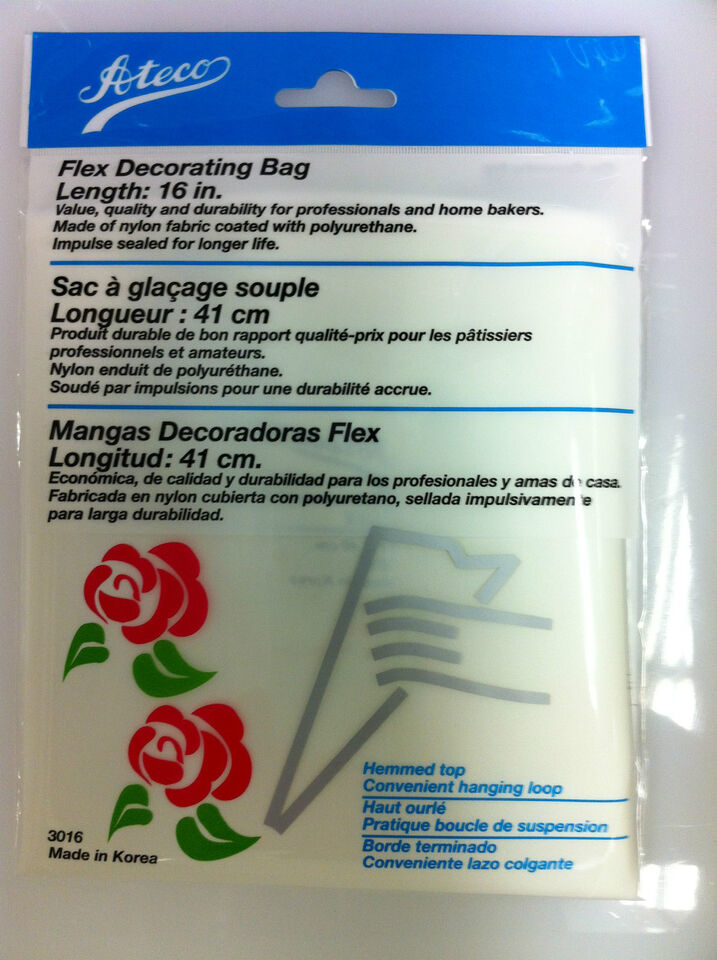 Ateco
Flex Decorating Bag
Length: 16 in.
Value, quality and durability for professionals and home bakers.
Made of nylon fabric coated with polyurethane.
Impulse sealed for longer life.
Sac à glaçage souple
Longueur : 41 cm
Produit durable de bon rapport qualité-prix pour les pâtissiers
professionnels et amateurs.
Nylon enduit de polyuréthane.
Soudé par impulsions pour une durabilité accrue.
Mangas Decoradoras Flex
Longitud: 41 cm.
Económica, de calidad y durabilidad para los profesionales y amas de casa.
Fabricada en nylon cubierta con polyuretano, sellada impulsivamente
para larga durabilidad.
Hemmed top
Convenient hanging loop
Haut ourlé
Pratique boucle de suspension
Borde terminado
Conveniente lazo colgante
3016
Made in Korea